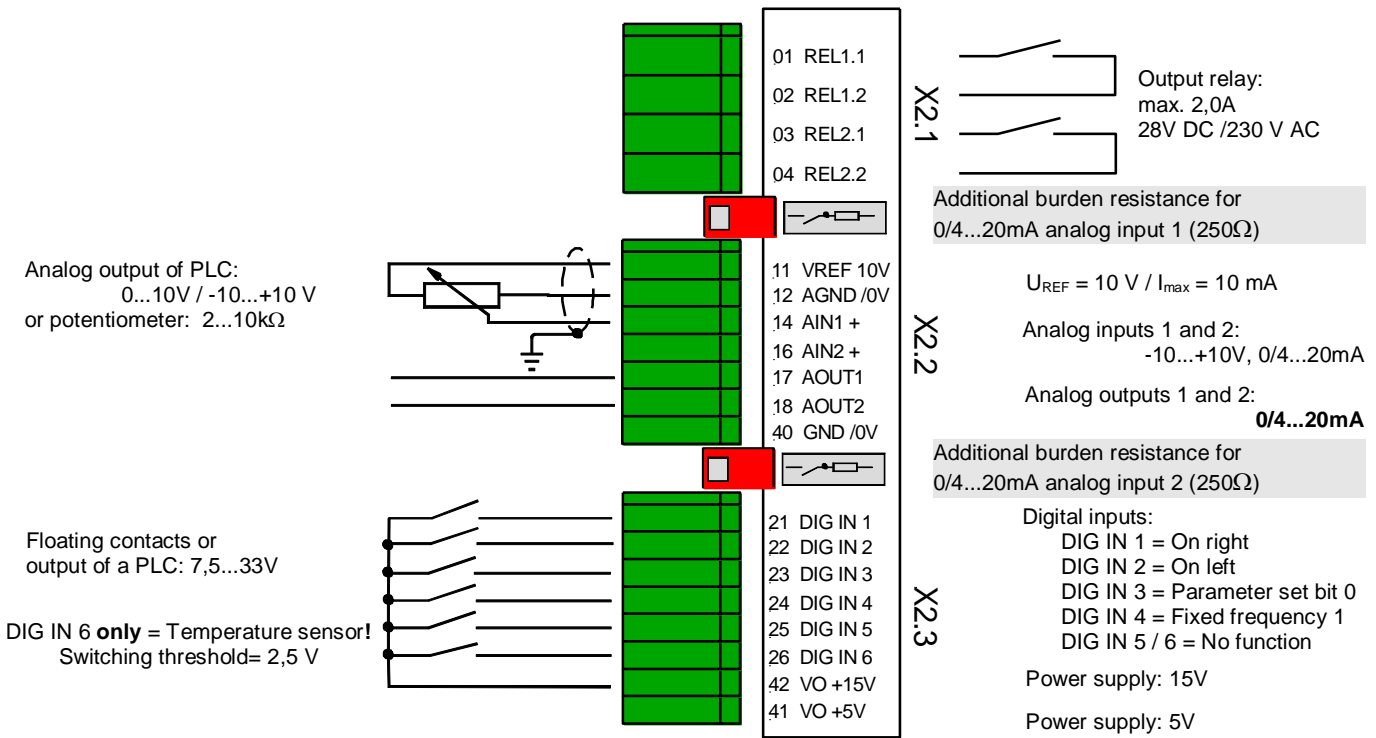 01 REL1.1
02 REL1.2
03 REL2.1
04 REL2.2
X2.1
Output relay:
max. 2,0A
28V DC /230 V AC
Additional burden resistance for
0/4...20mA analog input 1 (250Ω)
Analog output of PLC:
0...10V / -10...+10 V
or potentiometer: 2...10kΩ
11 VREF 10V
12 AGND /0V
14 AIN1 +
16 AIN2 +
17 AOUT1
18 AOUT2
40 GND /0V
X2.2
UREF = 10 V / Imax = 10 mA
Analog inputs 1 and 2:
-10...+10V, 0/4...20mA
Analog outputs 1 and 2:
0/4...20mA
Additional burden resistance for
0/4...20mA analog input 2 (250Ω)
Floating contacts or
output of a PLC: 7,5...33V
DIG IN 6 only = Temperature sensor!
Switching threshold= 2,5 V
21 DIG IN 1
22 DIG IN 2
23 DIG IN 3
24 DIG IN 4
25 DIG IN 5
26 DIG IN 6
42 VO +15V
41 VO +5V
X2.3
Digital inputs:
DIG IN 1 = On right
DIG IN 2 = On left
DIG IN 3 = Parameter set bit 0
DIG IN 4 = Fixed frequency 1
DIG IN 5 / 6 = No function
Power supply: 15V
Power supply: 5V